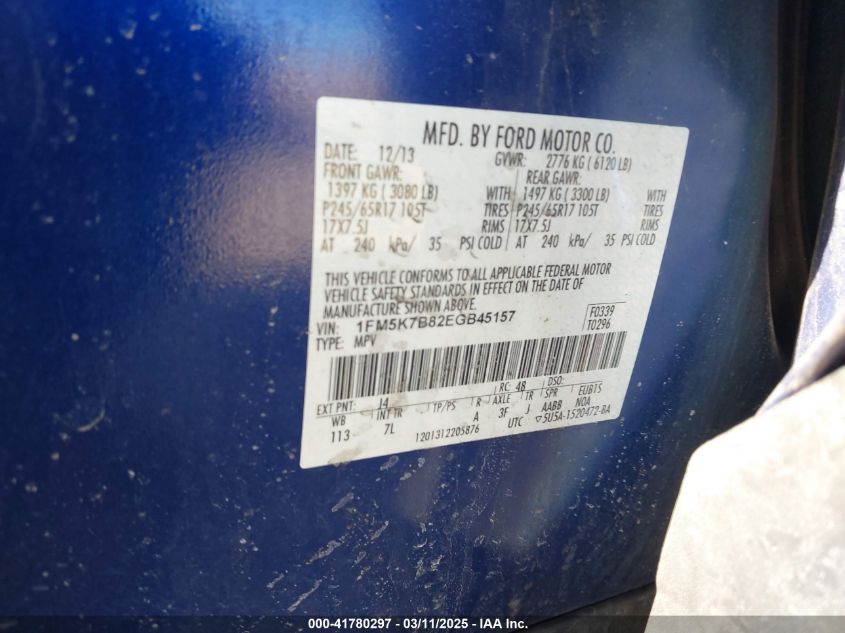 MFD. BY FORD MOTOR CO.
DATE: 12/13 GVWR: 2776 KG ( 6120 LB)
FRONT GAWR: REAR GAWR:
1397 KG ( 3080 LB) WITH 1497 KG ( 3300 LB) WITH
P245/65R17 105T TIRES P245/65R17 105T TIRES
17X7.5J RIMS 17X7.5J RIMS
AT 240 kPa/ 35 PSI COLD AT 240 kPa/ 35 PSI COLD
THIS VEHICLE CONFORMS TO ALL APPLICABLE FEDERAL MOTOR
VEHICLE SAFETY STANDARDS IN EFFECT ON THE DATE OF
MANUFACTURE SHOWN ABOVE.
VIN: 1FM5K7B82EGB45157 F0339
TYPE: MPV T0296
EXT PNT: J4 RC: 48 DSO:
WB INT TR TP/PS R AXLE TR SPR EUB1S
113 7L A 3F J AABB NOA
1201312205876 UTC ▽5U5A-1520472-BA
000-41780297 - 03/11/2025 - IAA Inc.